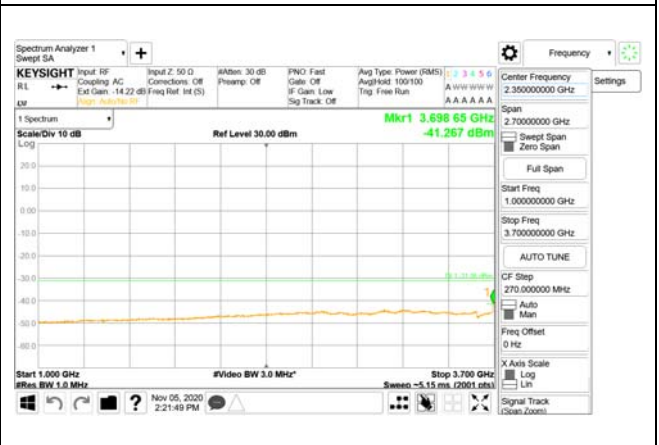 Spectrum Analyzer 1
Swept SA
+
Frequency
KEYSIGHT
RL
Input: RF
Coupling: AC
Ext Gain: -14.22 dB
Align: Auto/No RF
Input Z: 50 Ω
Corrections: Off
Freq Ref: Int (S)
#Atten: 30 dB
Preamp: Off
PNO: Fast
Gate: Off
IF Gain: Low
Sig Track: Off
Avg Type: Power (RMS)
Avg|Hold: 100/100
Trig: Free Run
1 2 3 4 5 6
A W W W W W
A A A A A A
Center Frequency
2.350000000 GHz
Settings
Span
2.70000000 GHz
Swept Span
Zero Span
Full Span
Start Freq
1.000000000 GHz
Stop Freq
3.700000000 GHz
AUTO TUNE
CF Step
270.000000 MHz
Auto
Man
Freq Offset
0 Hz
X Axis Scale
Log
Lin
Signal Track
(Span Zoom)
1 Spectrum
Scale/Div 10 dB
Ref Level 30.00 dBm
Mkr1 3.698 65 GHz
-41.267 dBm
Log
20.0
10.0
0.00
-10.0
-20.0
-30.0
-40.0
-50.0
-60.0
1
Start 1.000 GHz
#Video BW 3.0 MHz*
Stop 3.700 GHz
#Res BW 1.0 MHz
Sweep ~5.15 ms (2001 pts)
?
Nov 05, 2020
2:21:49 PM